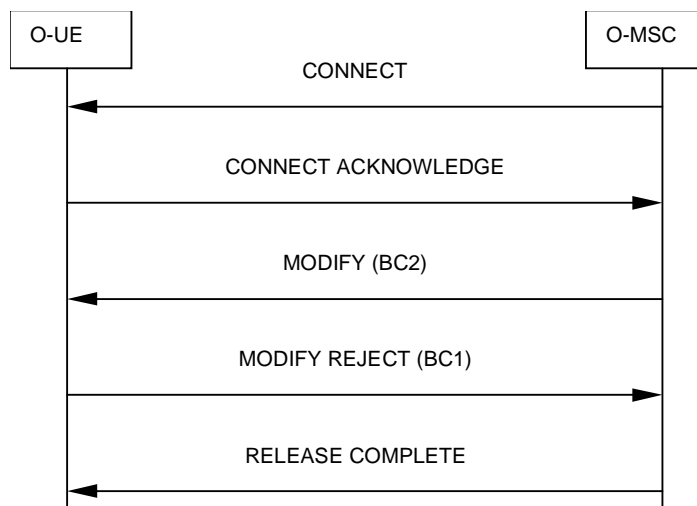 O-UE
O-MSC
CONNECT
CONNECT ACKNOWLEDGE
MODIFY (BC2)
MODIFY REJECT (BC1)
RELEASE COMPLETE